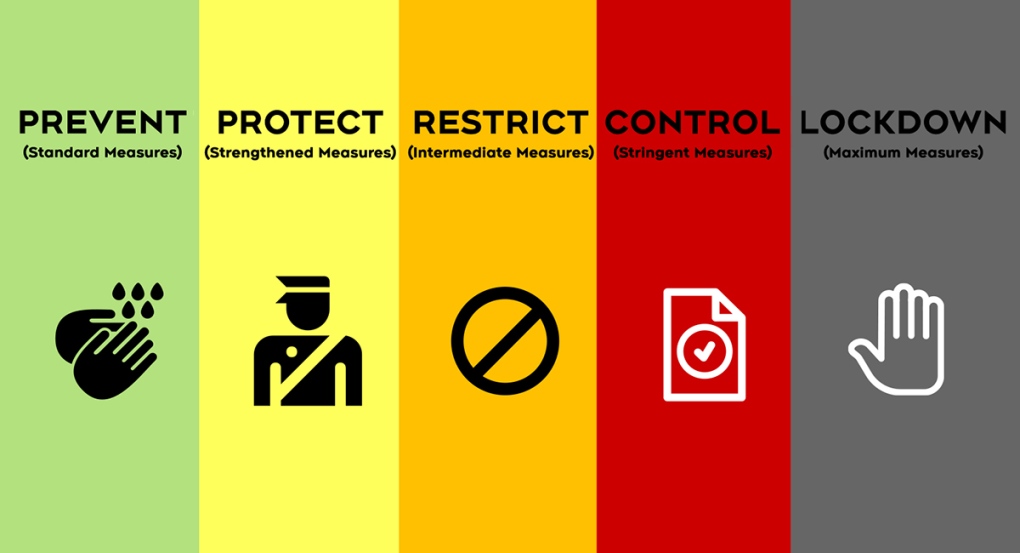 PREVENT
(Standard Measures)
PROTECT
(Strengthened Measures)
RESTRICT
(Intermediate Measures)
CONTROL
(Stringent Measures)
LOCKDOWN
(Maximum Measures)